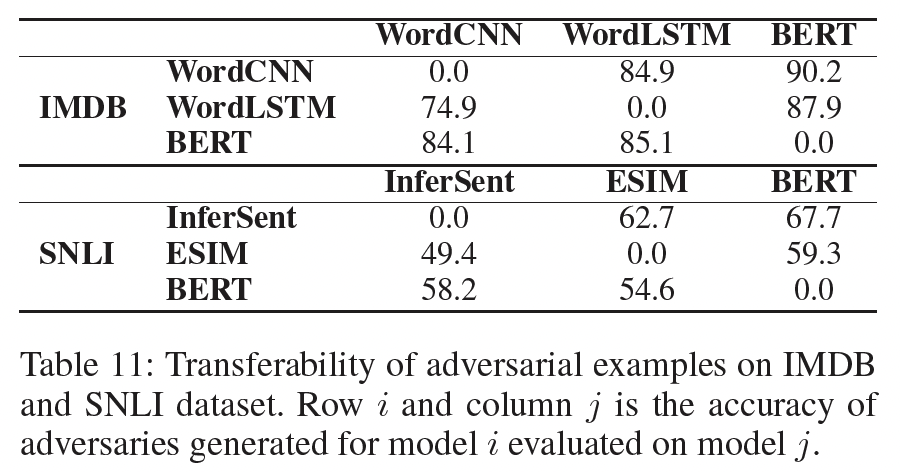 WordCNN WordLSTM BERT
WordCNN 0.0 84.9 90.2
IMDB WordLSTM 74.9 0.0 87.9
BERT 84.1 85.1 0.0
InferSent ESIM BERT
InferSent 0.0 62.7 67.7
SNLI ESIM 49.4 0.0 59.3
BERT 58.2 54.6 0.0
Table 11: Transferability of adversarial examples on IMDB
and SNLI dataset. Row i and column j is the accuracy of
adversaries generated for model i evaluated on model j.